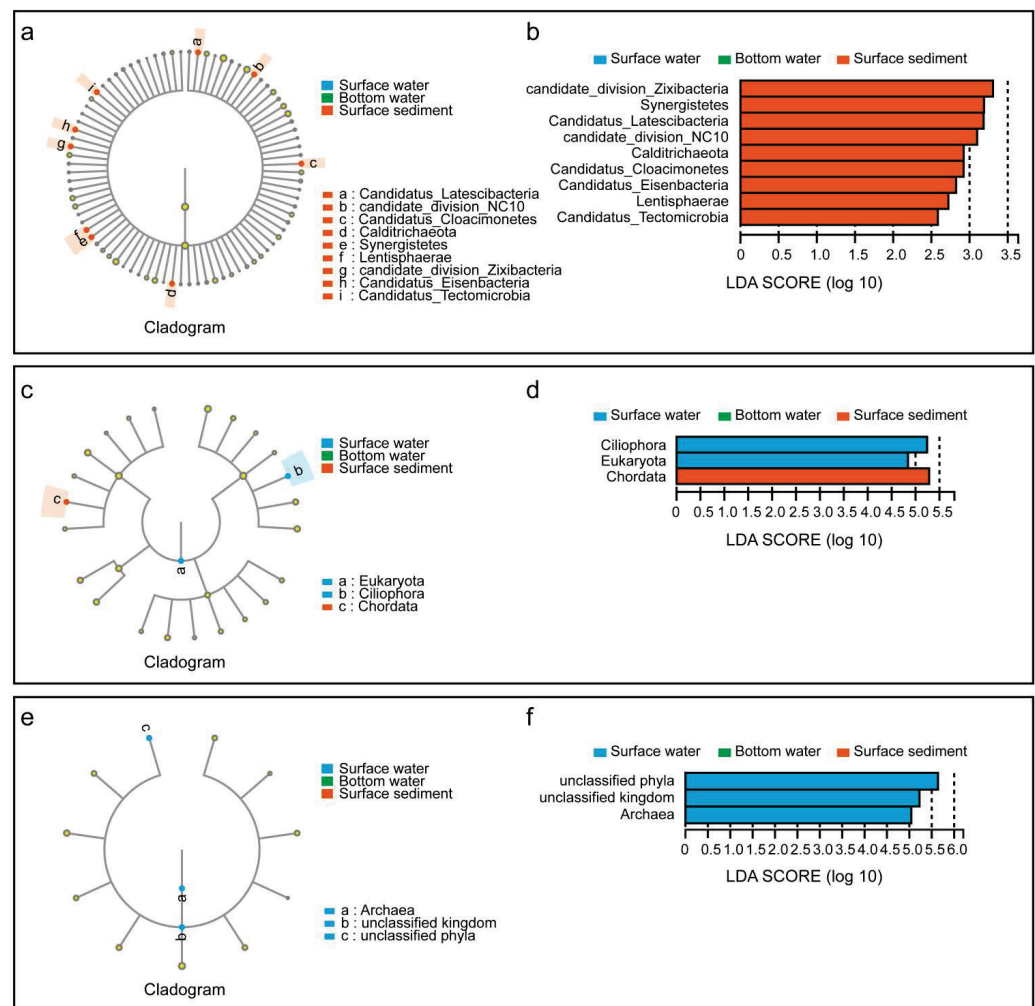 a
a
b
c
d
e
f
g
h
i
Surface water
Bottom water
Surface sediment
a : Candidatus_Latescibacteria
b : candidate_division_NC10
c : Candidatus_Cloacimonetes
d : Calditrichaeota
e : Synergistetes
f : Lentisphaerae
g : candidate_division_Zixibacteria
h : Candidatus_Eisenbacteria
i : Candidatus_Tectomicrobia
Cladogram
b
Surface water Bottom water Surface sediment
candidate_division_Zixibacteria
Synergistetes
Candidatus_Latescibacteria
candidate_division_NC10
Calditrichaeota
Candidatus_Cloacimonetes
Candidatus_Eisenbacteria
Lentisphaerae
Candidatus_Tectomicrobia
0 0.5 1.0 1.5 2.0 2.5 3.0 3.5
LDA SCORE (log 10)
c
b
c
a
Surface water
Bottom water
Surface sediment
a : Eukaryota
b : Ciliophora
c : Chordata
Cladogram
d
Surface water Bottom water Surface sediment
Ciliophora
Eukaryota
Chordata
0 0.5 1.0 1.5 2.0 2.5 3.0 3.5 4.0 4.5 5.0 5.5
LDA SCORE (log 10)
e
c
a
b
Surface water
Bottom water
Surface sediment
a : Archaea
b : unclassified kingdom
c : unclassified phyla
Cladogram
f
Surface water Bottom water Surface sediment
unclassified phyla
unclassified kingdom
Archaea
0 0.5 1.0 1.5 2.0 2.5 3.0 3.5 4.0 4.5 5.0 5.5 6.0
LDA SCORE (log 10)